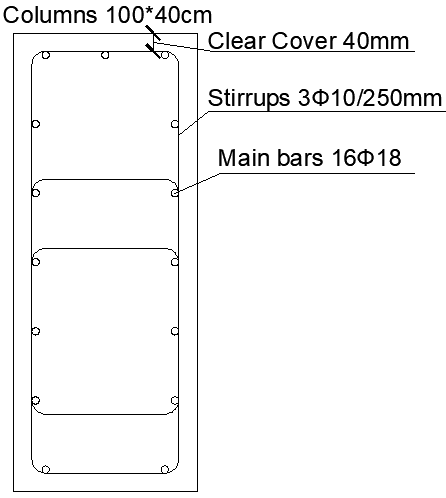 Columns 100*40cm
Clear Cover 40mm
Stirrups 3Φ10/250mm
Main bars 16Φ18